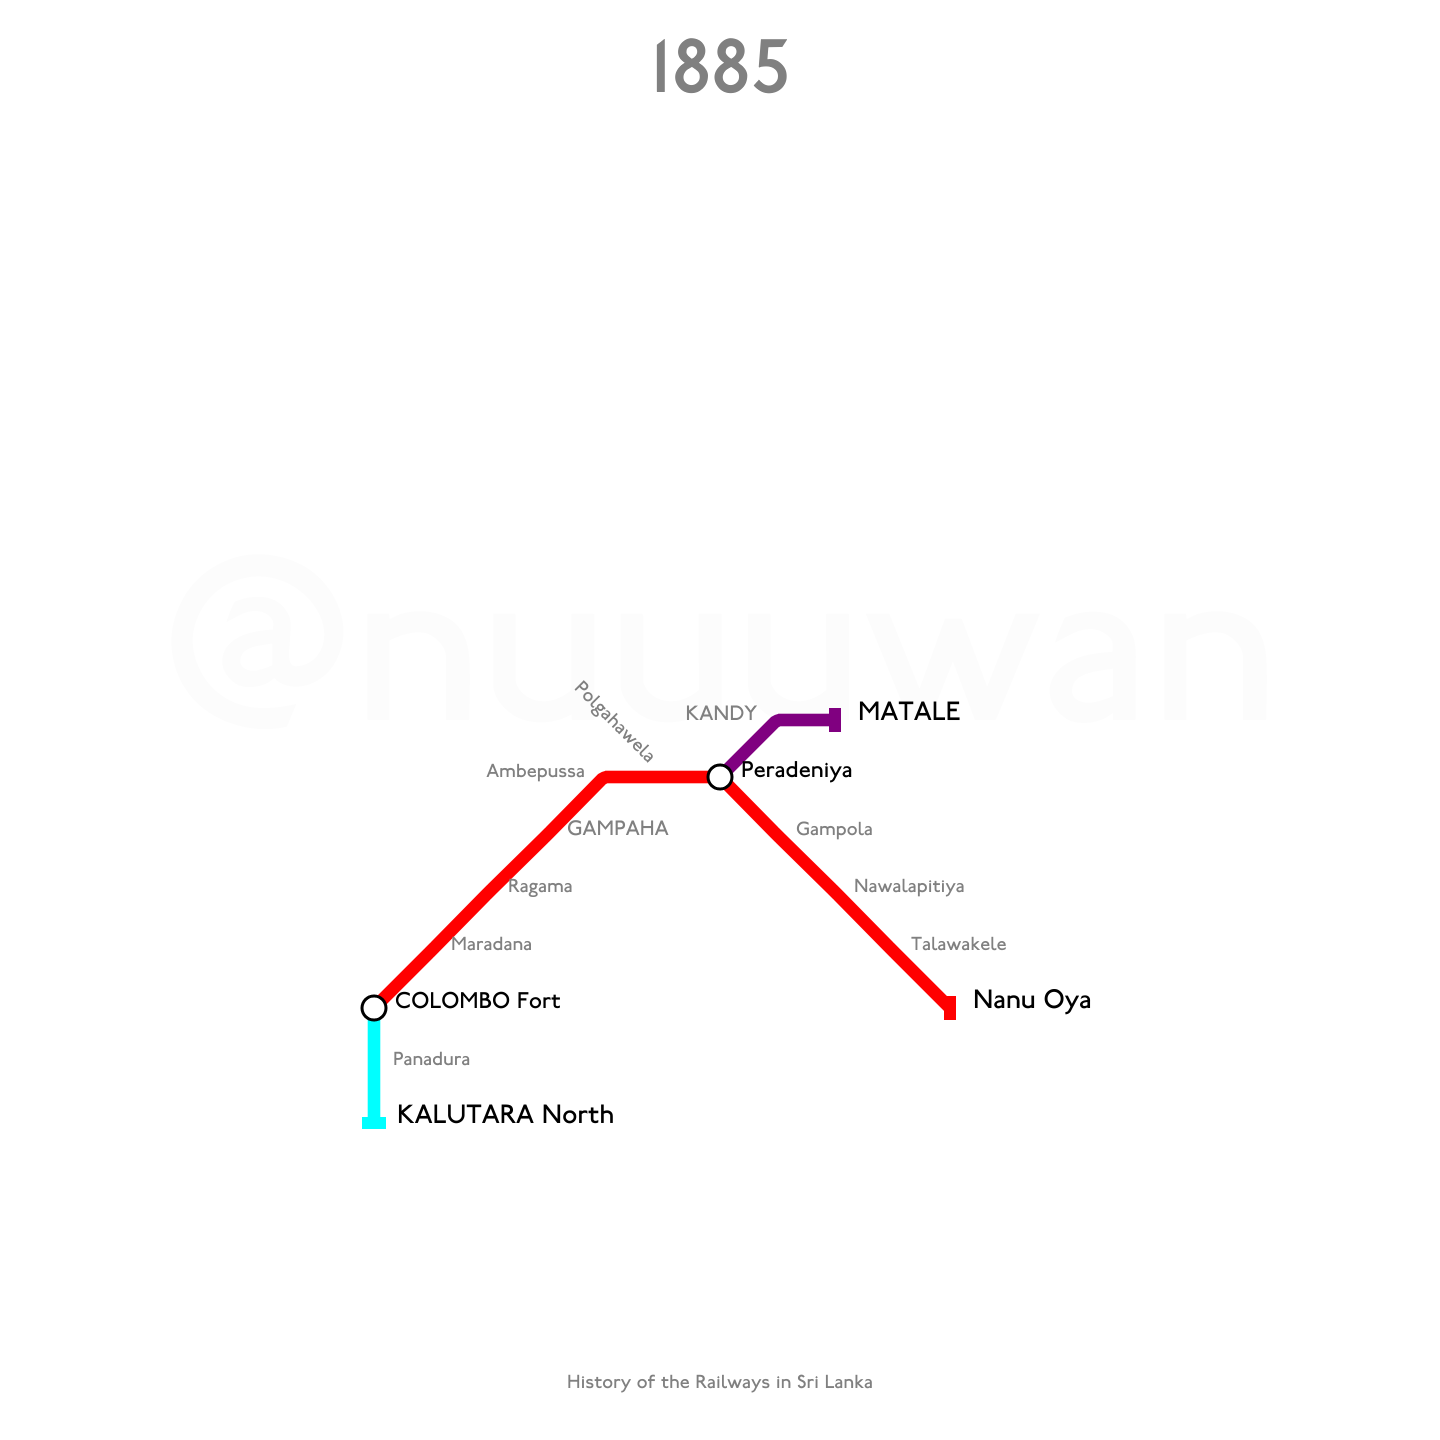 1885
@nuuuwan
Polgahawela
KANDY
MATALE
Ambepussa
Peradeniya
GAMPAHA
Gampola
Ragama
Nawalapitiya
Maradana
Talawakele
COLOMBO Fort
Nanu Oya
Panadura
KALUTARA North
History of the Railways in Sri Lanka